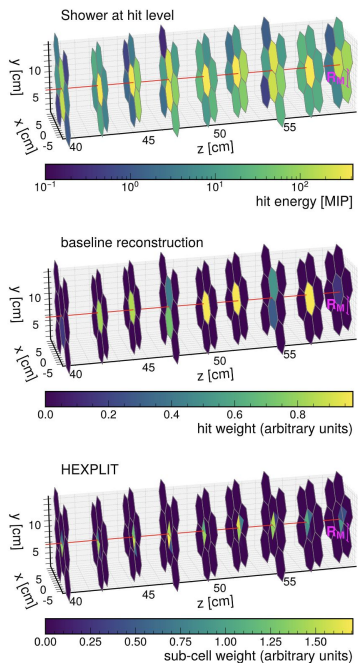 Shower at hit level
10
5
y [cm]
5
0
-5
x [cm]
40
45
50
55
z [cm]
R_M
10^-1
10^0
10^1
10^2
hit energy [MIP]
baseline reconstruction
10
5
y [cm]
5
0
-5
x [cm]
40
45
50
55
z [cm]
R_M
0.0 0.2 0.4 0.6 0.8
hit weight (arbitrary units)
HEXPLIT
10
5
y [cm]
5
0
-5
x [cm]
40
45
50
55
z [cm]
R_M
0.00 0.25 0.50 0.75 1.00 1.25 1.50
sub-cell weight (arbitrary units)